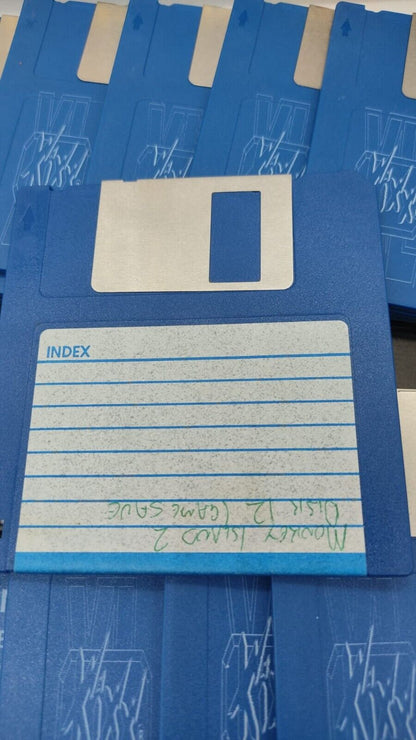 INDEX
MONKEY ISLAND 2
DISK 12 (GAME SAVE